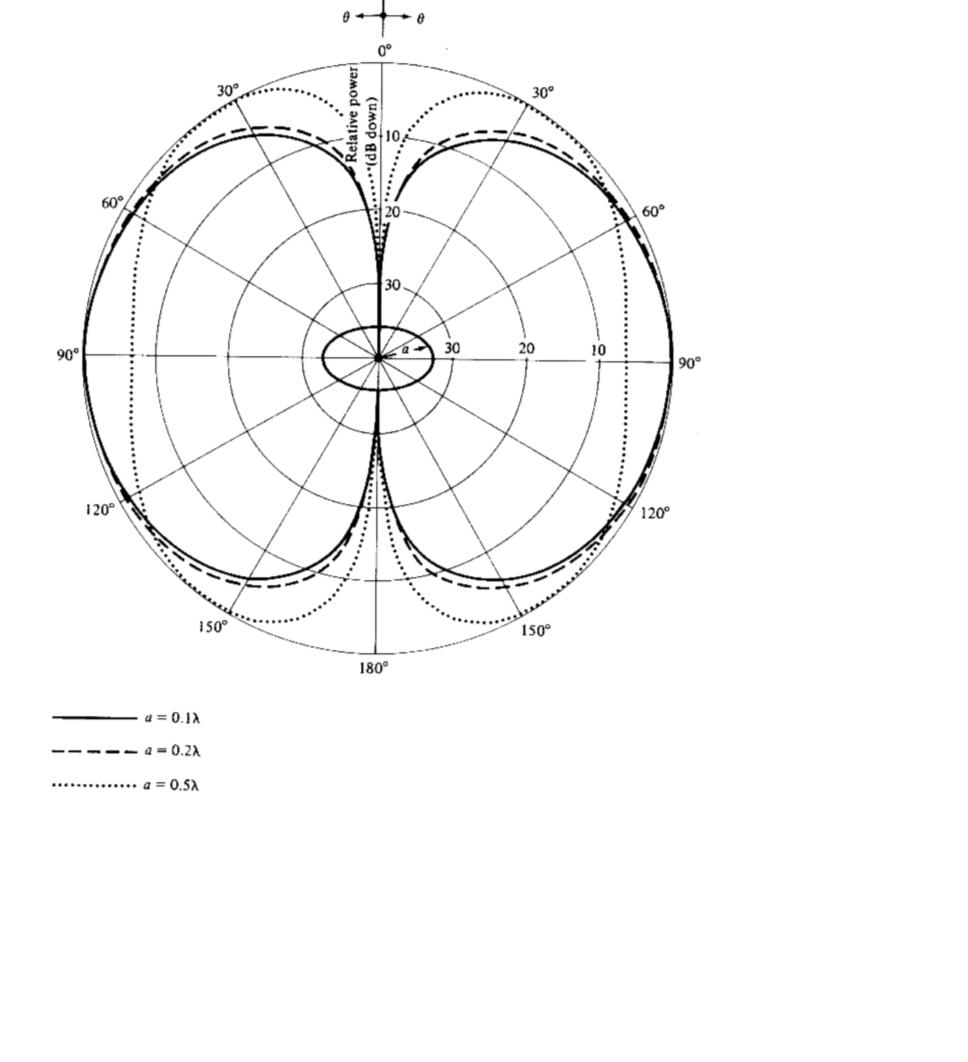 θ θ
0°
30° 30°
Relative power
(dB down)
10
60° 60°
20
30
90° a 30 20 10 90°
120° 120°
150° 150°
180°
a = 0.1λ
a = 0.2λ
a = 0.5λ